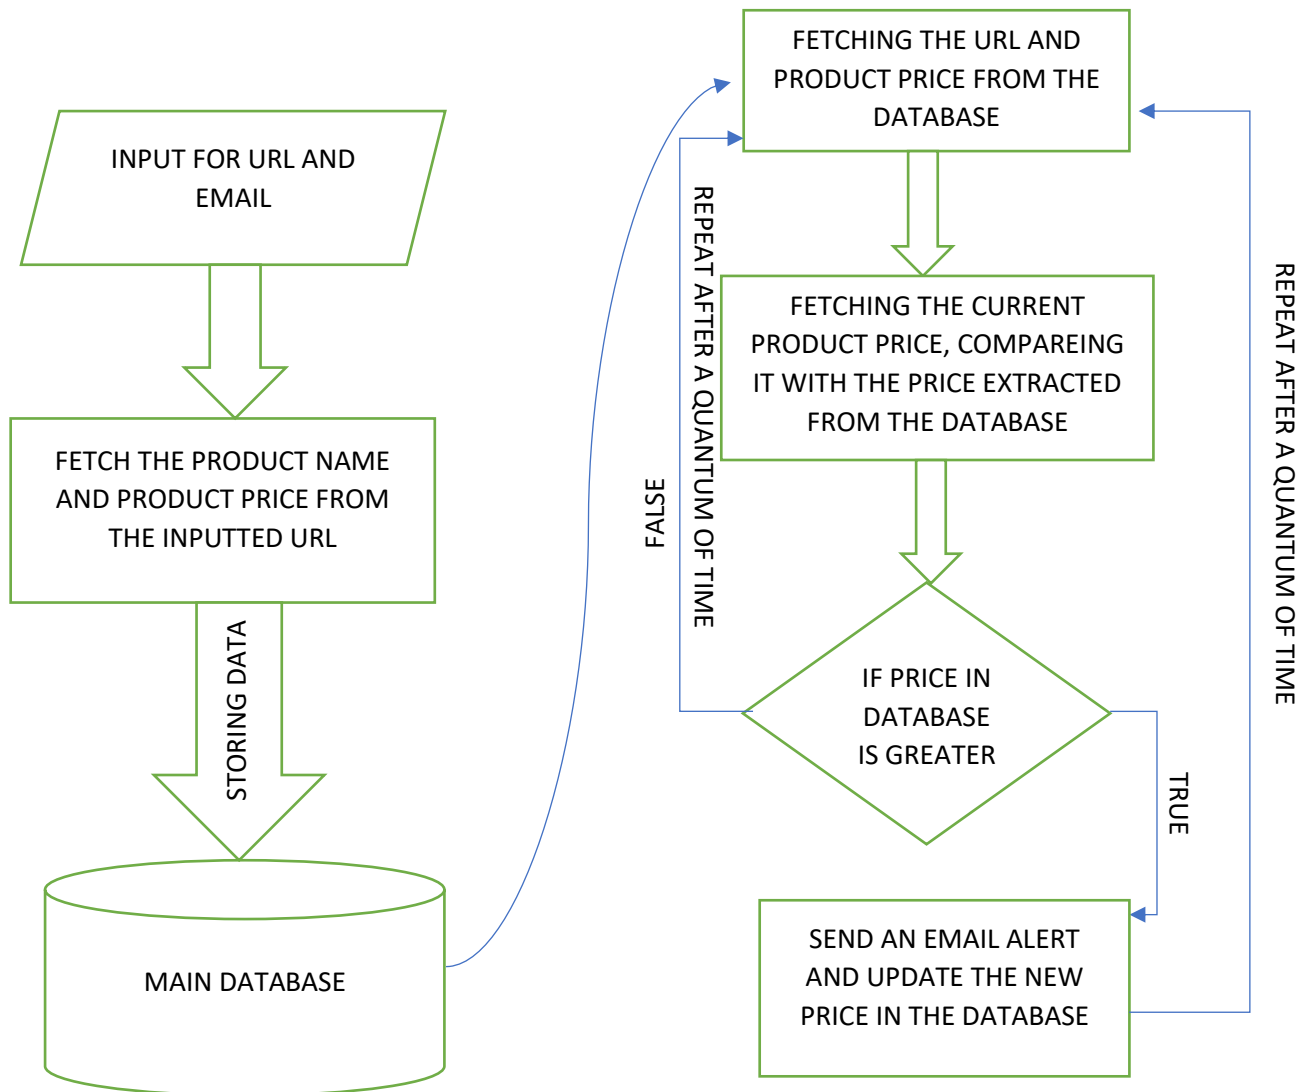 INPUT FOR URL AND
EMAIL
FETCH THE PRODUCT NAME
AND PRODUCT PRICE FROM
THE INPUTTED URL
STORING DATA
MAIN DATABASE
FETCHING THE URL AND
PRODUCT PRICE FROM THE
DATABASE
FETCHING THE CURRENT
PRODUCT PRICE, COMPAREING
IT WITH THE PRICE EXTRACTED
FROM THE DATABASE
IF PRICE IN
DATABASE
IS GREATER
FALSE
REPEAT AFTER A QUANTUM OF TIME
TRUE
SEND AN EMAIL ALERT
AND UPDATE THE NEW
PRICE IN THE DATABASE
REPEAT AFTER A QUANTUM OF TIME